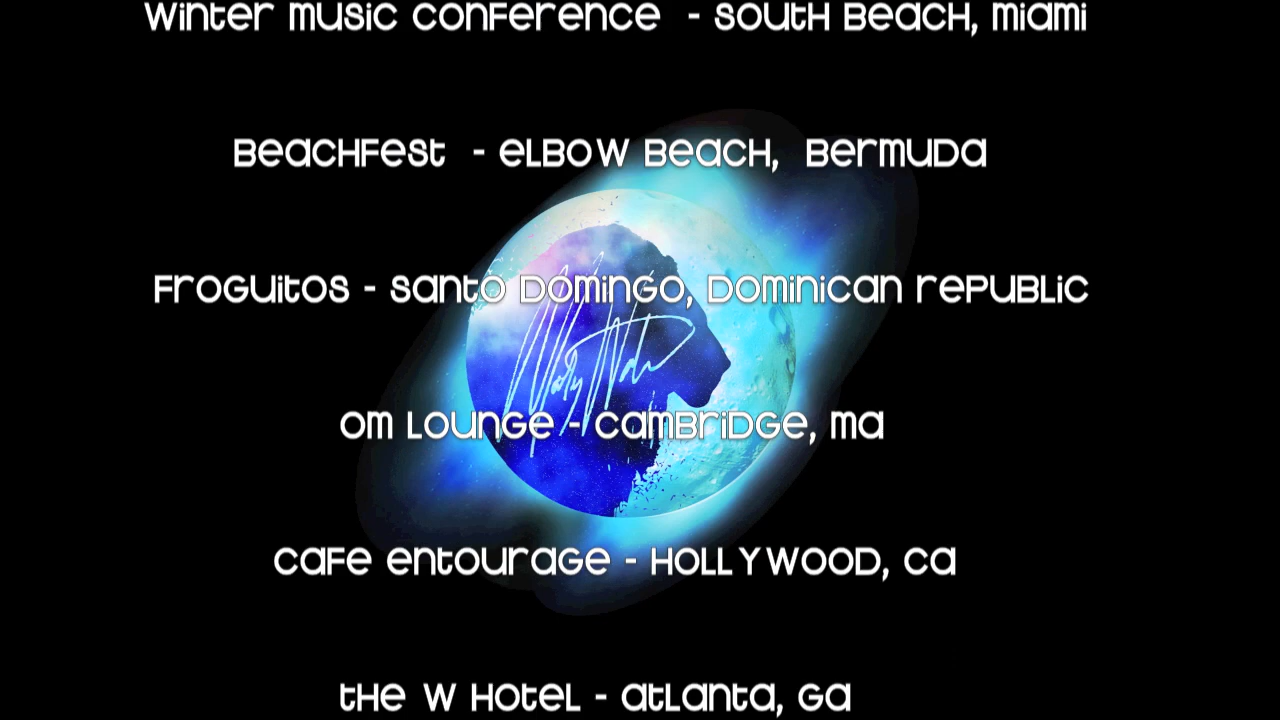 Winter Music Conference - South Beach, Miami
Beachfest - Elbow Beach, Bermuda
Froguitos - Santo Domingo, Dominican Republic
Om Lounge - Cambridge, MA
Cafe Entourage - Hollywood, CA
The W Hotel - Atlanta, GA